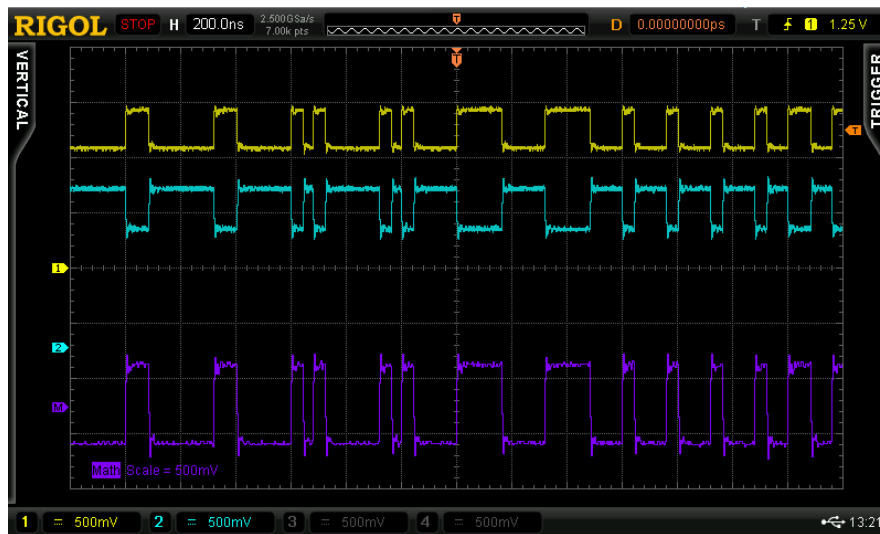 RIGOL STOP H 200.0ns 2.500GSa/s 7.00k pts D 0.00000000ps T 1 1.25 V
T
T
VERTICAL
TRIGGER
T
1
2
M
Math Scale = 500mV
1 = 500mV 2 = 500mV 3 = 500mV 4 = 500mV 13:21